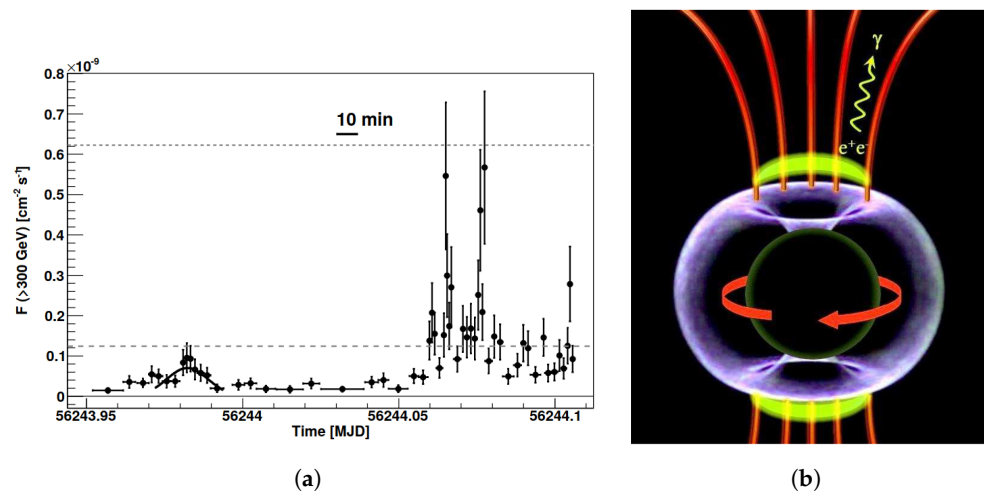 ×10⁻⁹
0.8
0.7
0.6
0.5
0.4
0.3
0.2
0.1
0
F (>300 GeV) [cm⁻² s⁻¹]
10 min
56243.95
56244
56244.05
56244.1
Time [MJD]
γ
e⁺e⁻
(a)
(b)